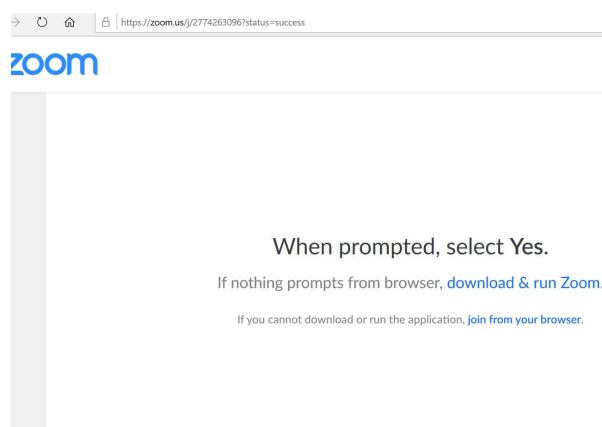 https://zoom.us/j/2774263096?status=success
zoom
When prompted, select Yes.
If nothing prompts from browser, download & run Zoom.
If you cannot download or run the application, join from your browser.